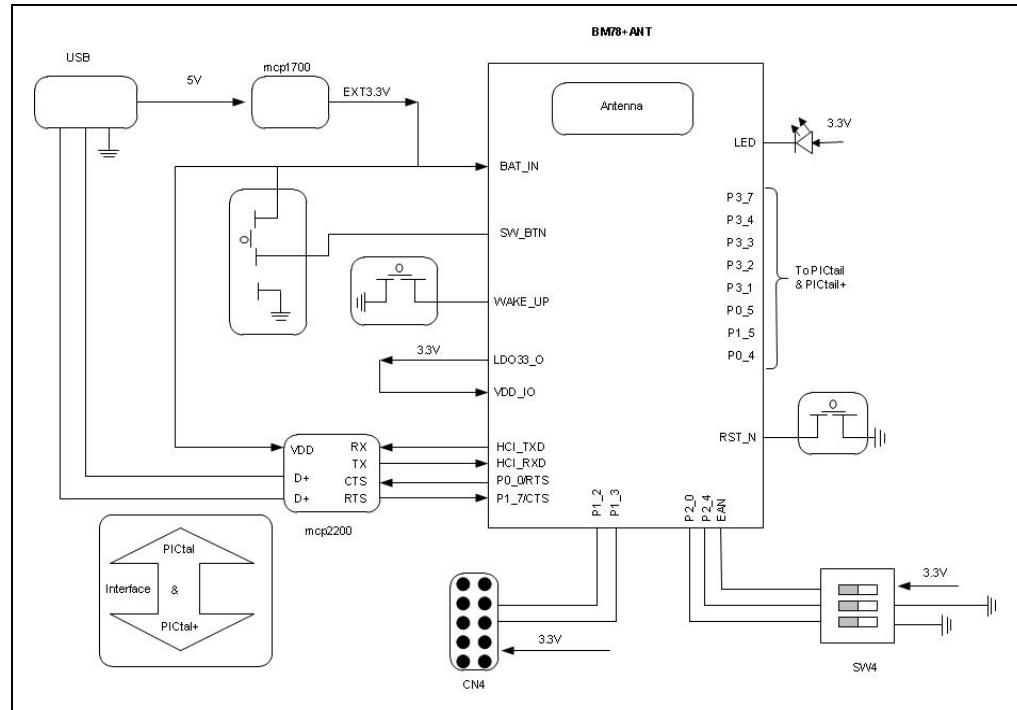 BM78+ANT
USB
mcp1700
5V
EXT3.3V
Antenna
LED
3.3V
BAT_IN
P3_7
P3_4
SW_BTN
P3_3
P3_2
To PICtail
& PICtail+
P3_1
WAKE_UP
P0_5
P1_5
3.3V
LDO33_O
P0_4
VDD_IO
RST_N
VDD
RX
HCI_TXD
TX
HCI_RXD
D+
CTS
P0_0/RTS
D+
RTS
P1_7/CTS
P1_2
P1_3
P2_0
P2_4
EAN
mcp2200
PICtal
Interface
&
PICtal+
3.3V
3.3V
CN4
SW4